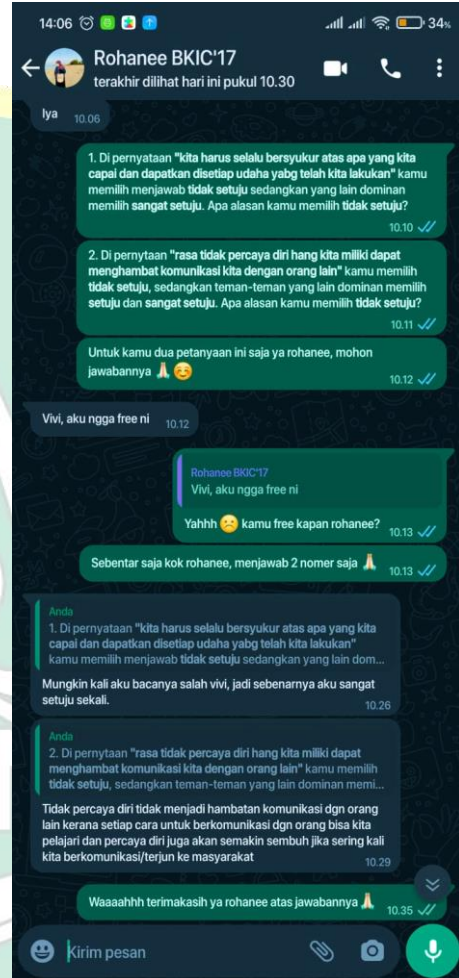 14:06
34%
Rohanee BKIC'17
terakhir dilihat hari ini pukul 10.30
Iya 10.06
1. Di pernyataan "kita harus selalu bersyukur atas apa yang kita
capai dan dapatkan disetiap udaha yabg telah kita lakukan" kamu
memilih menjawab tidak setuju sedangkan yang lain dominan
memilih sangat setuju. Apa alasan kamu memilih tidak setuju?
10.10
2. Di pernytaan "rasa tidak percaya diri hang kita miliki dapat
menghambat komunikasi kita dengan orang lain" kamu memilih
tidak setuju, sedangkan teman-teman yang lain dominan memilih
setuju dan sangat setuju. Apa alasan kamu memilih tidak setuju?
10.11
Untuk kamu dua petanyaan ini saja ya rohanee, mohon
jawabannya 🙏🏻☺️
10.12
Vivi, aku ngga free ni 10.12
Rohanee BKIC'17
Vivi, aku ngga free ni
Yahhh ☹️ kamu free kapan rohanee? 10.13
Sebentar saja kok rohanee, menjawab 2 nomer saja 🙏🏻 10.13
Anda
1. Di pernyataan "kita harus selalu bersyukur atas apa yang kita
capai dan dapatkan disetiap udaha yabg telah kita lakukan"
kamu memilih menjawab tidak setuju sedangkan yang lain dom...
Mungkin kali aku bacanya salah vivi, jadi sebenarnya aku sangat
setuju sekali.
10.26
Anda
2. Di pernytaan "rasa tidak percaya diri hang kita miliki dapat
menghambat komunikasi kita dengan orang lain" kamu memilih
tidak setuju, sedangkan teman-teman yang lain dominan memi...
Tidak percaya diri tidak menjadi hambatan komunikasi dgn orang
lain kerana setiap cara untuk berkomunikasi dgn orang bisa kita
pelajari dan percaya diri juga akan semakin sembuh jika sering kali
kita berkomunikasi/terjun ke masyarakat
10.29
Waaaahhh terimakasih ya rohanee atas jawabannya 🙏🏻 10.35
Kirim pesan